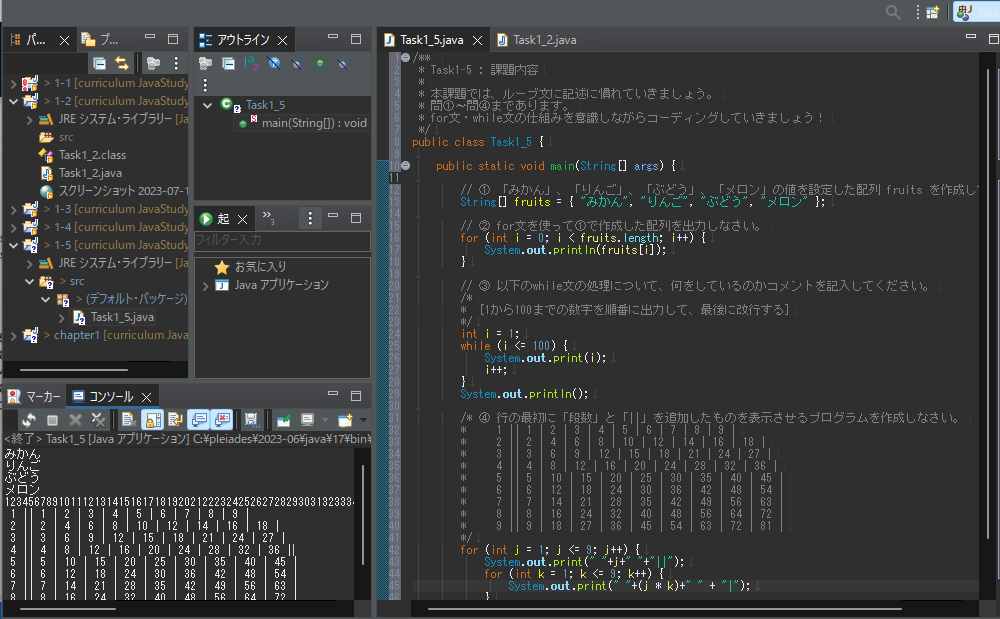 パ...
プ...
> 1-1 [curriculum JavaStudy
> 1-2 [curriculum JavaStudy
JRE システム・ライブラリー [Ja
src
Task1_2.class
Task1_2.java
スクリーンショット 2023-07-1
> 1-3 [curriculum JavaStudy
> 1-4 [curriculum JavaStudy
> 1-5 [curriculum JavaStudy
JRE システム・ライブラリー [Ja
> src
> (デフォルト・パッケージ)
Task1_5.java
> chapter1 [curriculum Java
アウトライン
Task1_5
main(String[]) : void
起
フィルター入力
お気に入り
Java アプリケーション
マーカー
コンソール
<終了> Task1_5 [Java アプリケーション] C:¥pleiades¥2023-06¥java¥17¥bin¥
みかん
りんご
ぶどう
メロン
1 || 1 | 2 | 3 | 4 | 5 | 6 | 7 | 8 | 9 |
2 || 2 | 4 | 6 | 8 | 10 | 12 | 14 | 16 | 18 |
3 || 3 | 6 | 9 | 12 | 15 | 18 | 21 | 24 | 27 |
4 || 4 | 8 | 12 | 16 | 20 | 24 | 28 | 32 | 36 |
5 || 5 | 10 | 15 | 20 | 25 | 30 | 35 | 40 | 45
6 || 6 | 12 | 18 | 24 | 30 | 36 | 42 | 48 | 54
7 || 7 | 14 | 21 | 28 | 35 | 42 | 49 | 56 | 63
8 || 8 | 16 | 24 | 32 | 40 | 48 | 56 | 64 | 72
Task1_5.java
Task1_2.java
/**
* Task1-5 : 課題内容
*
* 本課題では、ループ文に記述に慣れていきましょう。
* 問①～問④まであります。
* for文・while文の仕組みを意識しながらコーディングしていきましょう！
*/
public class Task1_5 {
public static void main(String[] args) {
// ① 「みかん」、「りんご」、「ぶどう」、「メロン」の値を設定した配列 fruits を作成し
String[] fruits = { "みかん", "りんご", "ぶどう", "メロン" };
// ② for文を使って①で作成した配列を出力しなさい。
for (int i = 0; i < fruits.length; i++) {
System.out.println(fruits[i]);
}
// ③ 以下のwhile文の処理について、何をしているのかコメントを記入してください。
/*
* [1から100までの数字を順番に出力して、最後に改行する]
*/
int i = 1;
while (i <= 100) {
System.out.print(i);
i++;
}
System.out.println();
/* ④ 行の最初に「段数」と「||」を追加したものを表示させるプログラムを作成しなさい。
* 1 || 1 | 2 | 3 | 4 | 5 | 6 | 7 | 8 | 9 |
* 2 || 2 | 4 | 6 | 8 | 10 | 12 | 14 | 16 | 18 |
* 3 || 3 | 6 | 9 | 12 | 15 | 18 | 21 | 24 | 27 |
* 4 || 4 | 8 | 12 | 16 | 20 | 24 | 28 | 32 | 36 |
* 5 || 5 | 10 | 15 | 20 | 25 | 30 | 35 | 40 | 45 |
* 6 || 6 | 12 | 18 | 24 | 30 | 36 | 42 | 48 | 54 |
* 7 || 7 | 14 | 21 | 28 | 35 | 42 | 49 | 56 | 63 |
* 8 || 8 | 16 | 24 | 32 | 40 | 48 | 56 | 64 | 72 |
* 9 || 9 | 18 | 27 | 36 | 45 | 54 | 63 | 72 | 81 |
*/
for (int j = 1; j <= 9; j++) {
System.out.print(" "+j+" "+"||");
for (int k = 1; k <= 9; k++) {
System.out.print(" "+(j * k)+" " + "|");
}